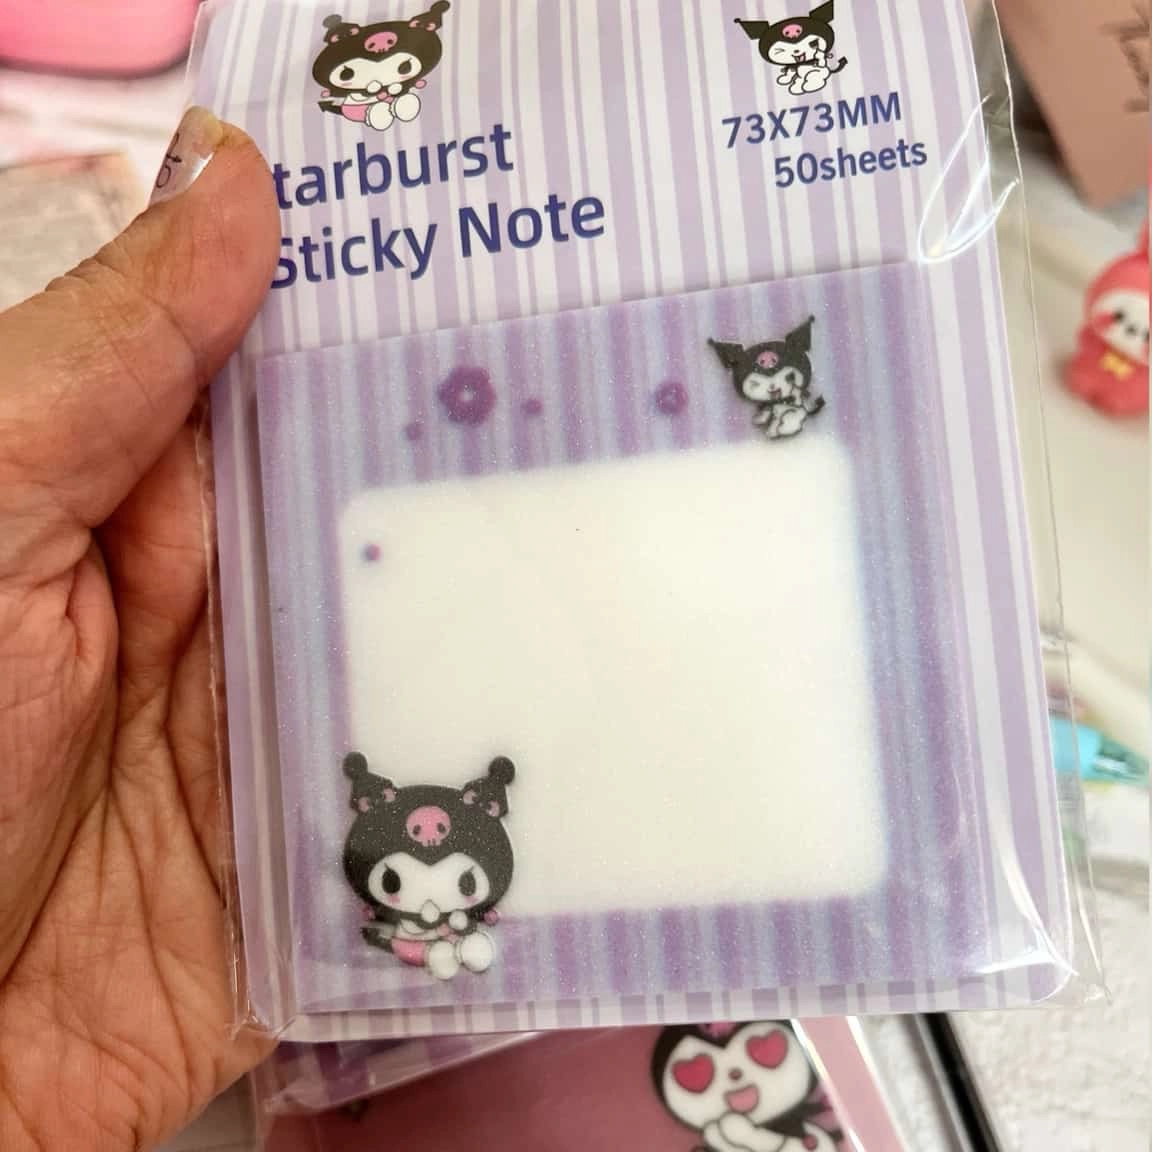 tarburst
Sticky Note
73X73MM
50sheets